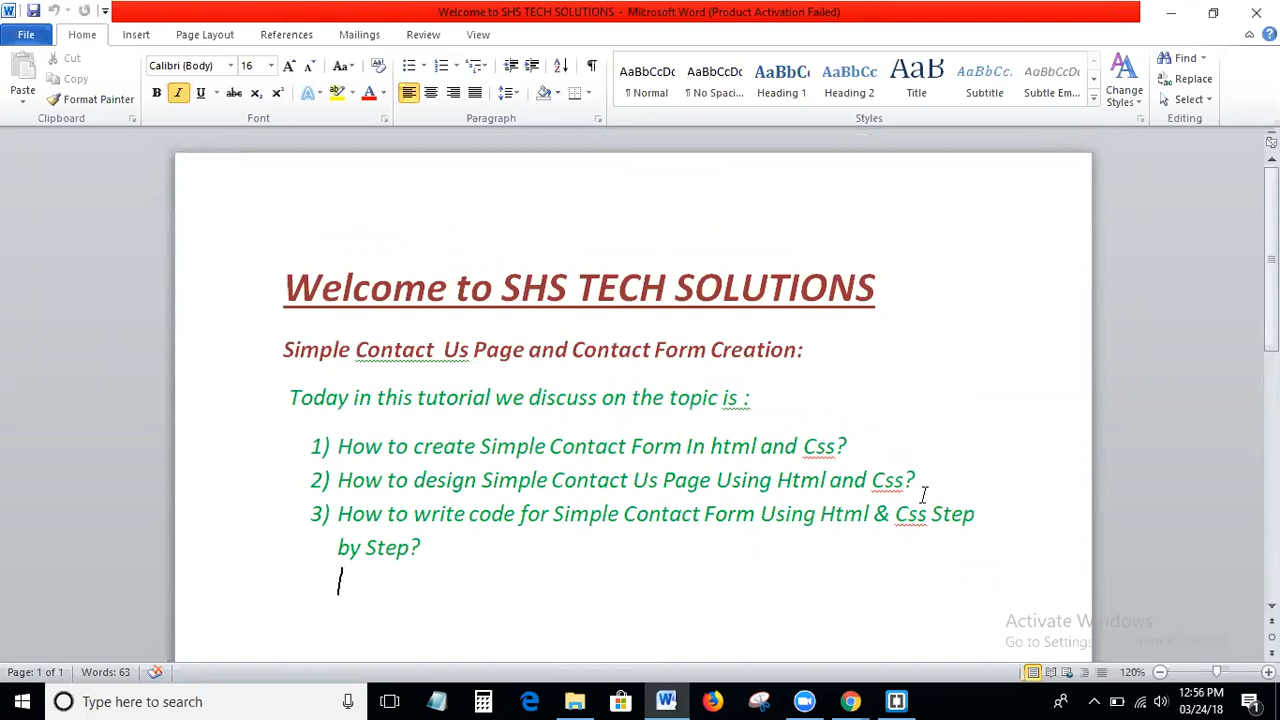 Welcome to SHS TECH SOLUTIONS - Microsoft Word (Product Activation Failed)
File Home Insert Page Layout References Mailings Review View
Paste
Cut
Copy
Format Painter
Clipboard
Calibri (Body) 16
Font
Paragraph
AaBbCcDc ¶ Normal
AaBbCcDc ¶ No Spaci...
AaBbC Heading 1
AaBbCc Heading 2
AaB Title
AaBbCcL Subtitle
AaBbCcDc Subtle Em...
Change Styles
Styles
Find
Replace
Select
Editing
Welcome to SHS TECH SOLUTIONS
Simple Contact Us Page and Contact Form Creation:
Today in this tutorial we discuss on the topic is :
1) How to create Simple Contact Form In html and Css?
2) How to design Simple Contact Us Page Using Html and Css?
3) How to write code for Simple Contact Form Using Html & Css Step
by Step?
Activate Windows
Go to Settings
Page: 1 of 1 Words: 63 120%
Type here to search
12:56 PM
03/24/18